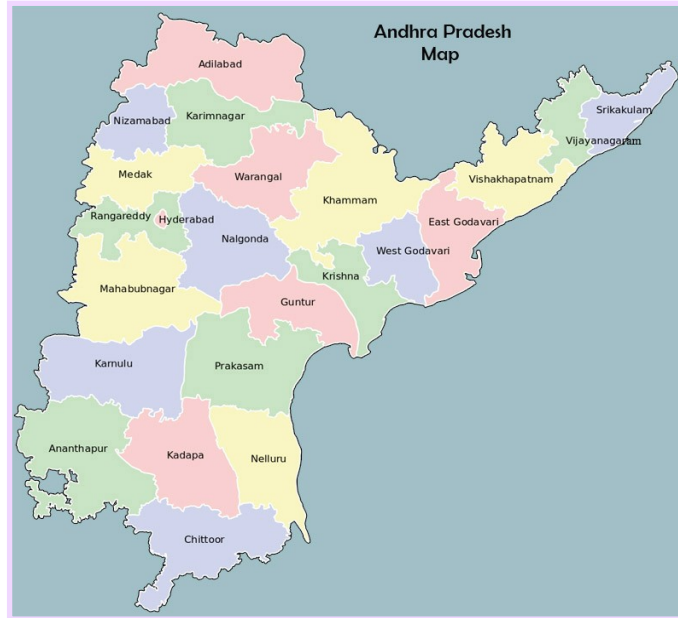 Andhra Pradesh
Map
Adilabad
Nizamabad
Karimnagar
Srikakulam
Vijayanagaram
Medak
Warangal
Vishakhapatnam
Khammam
Rangareddy
Hyderabad
East Godavari
Nalgonda
West Godavari
Krishna
Mahabubnagar
Guntur
Karnulu
Prakasam
Ananthapur
Kadapa
Nelluru
Chittoor